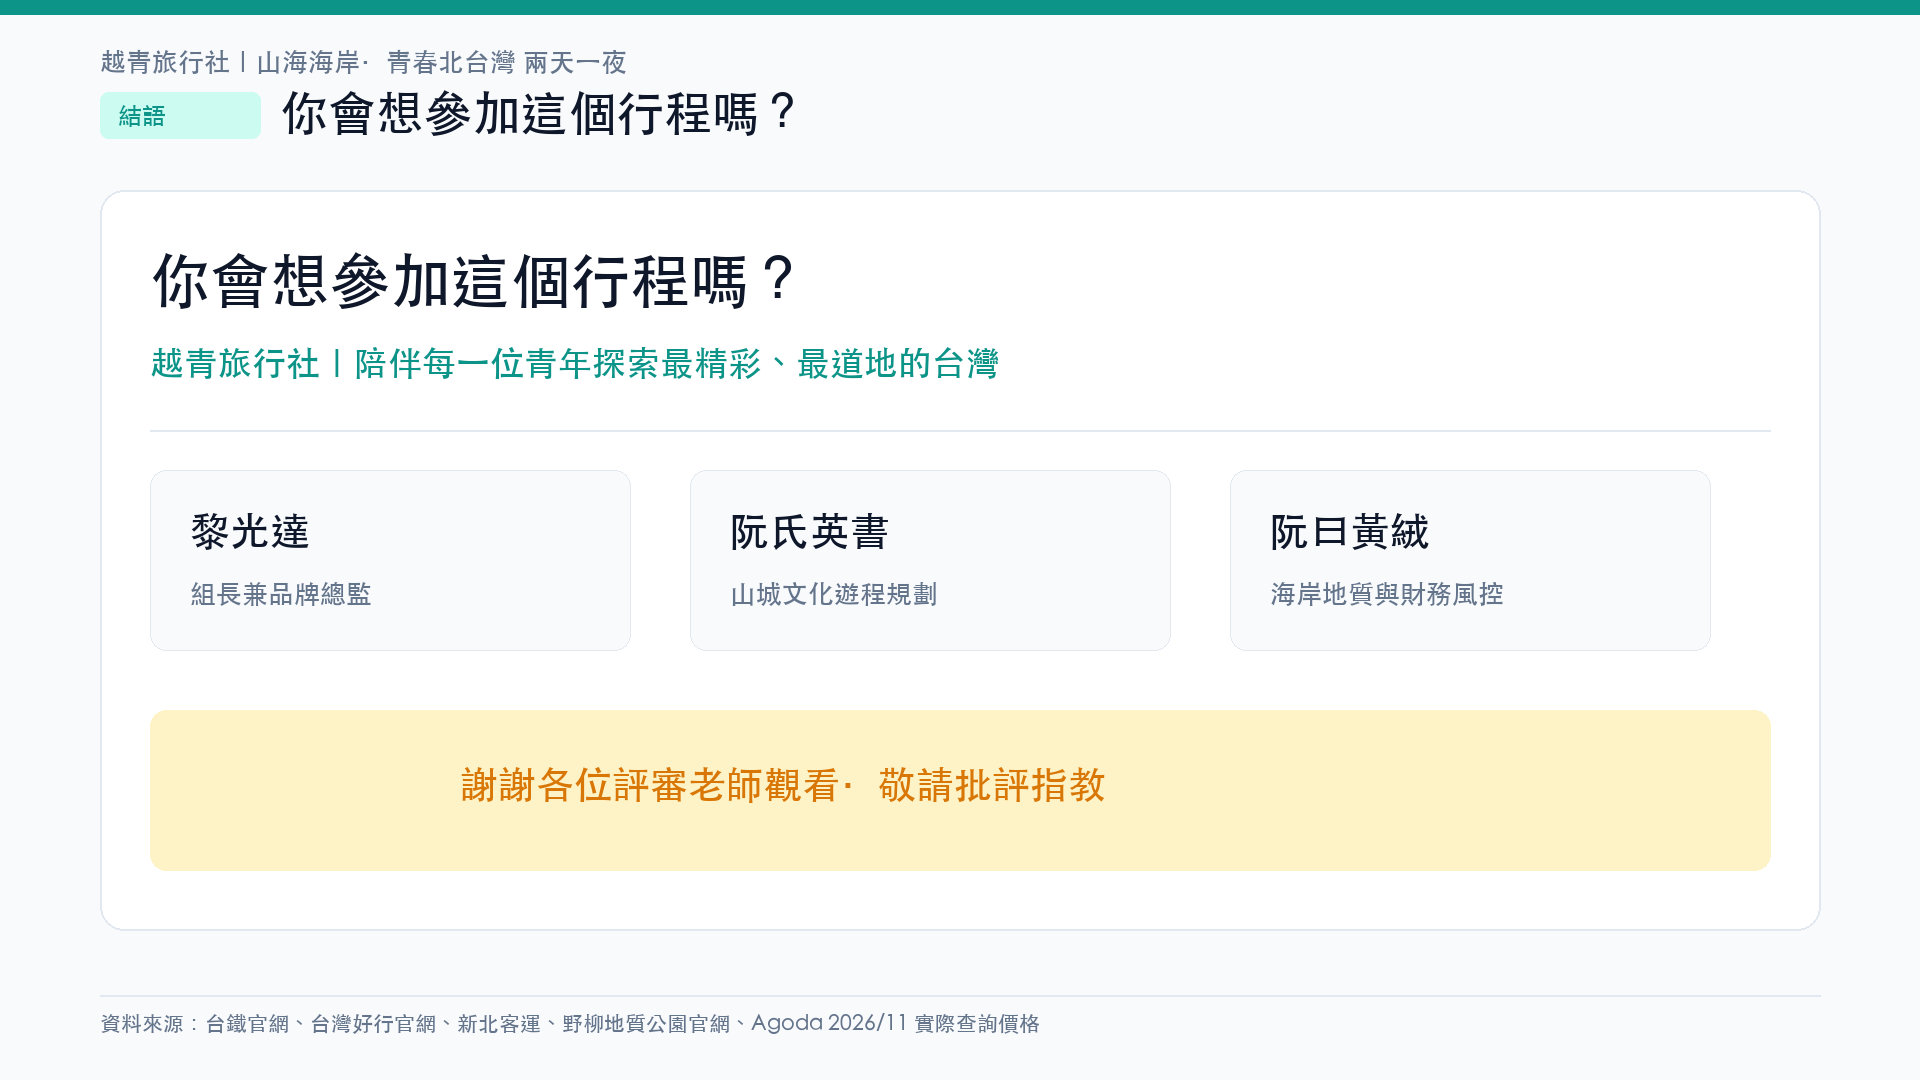 越青旅行社｜山海海岸·青春北台灣 兩天一夜
結語
你會想參加這個行程嗎？
你會想參加這個行程嗎？
越青旅行社｜陪伴每一位青年探索最精彩、最道地的台灣
黎光達
組長兼品牌總監
阮氏英書
山城文化遊程規劃
阮曰黃絨
海岸地質與財務風控
謝謝各位評審老師觀看·敬請批評指教
資料來源：台鐵官網、台灣好行官網、新北客運、野柳地質公園官網、Agoda 2026/11 實際查詢價格